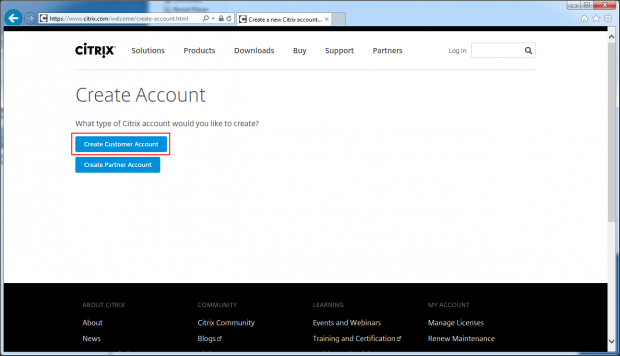 https://www.citrix.com/welcome/create-account.html
Create a new Citrix account...
CITRIX
Solutions
Products
Downloads
Buy
Support
Partners
Log in
Create Account
What type of Citrix account would you like to create?
Create Customer Account
Create Partner Account
ABOUT CITRIX
COMMUNITY
LEARNING
MY ACCOUNT
About
Citrix Community
Events and Webinars
Manage Licenses
News
Blogs
Training and Certification
Renew Maintenance